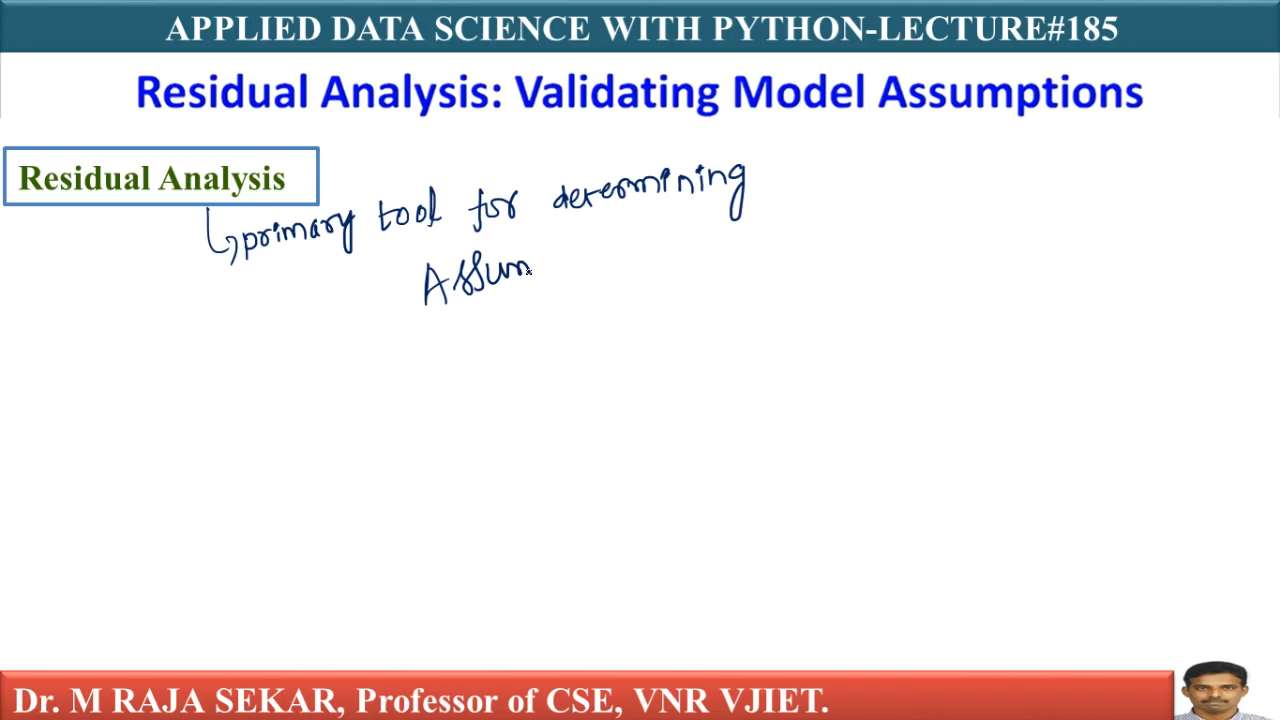 APPLIED DATA SCIENCE WITH PYTHON-LECTURE#185
Residual Analysis: Validating Model Assumptions
Residual Analysis
primary tool for determining
Assum
Dr. M RAJA SEKAR, Professor of CSE, VNR VJIET.